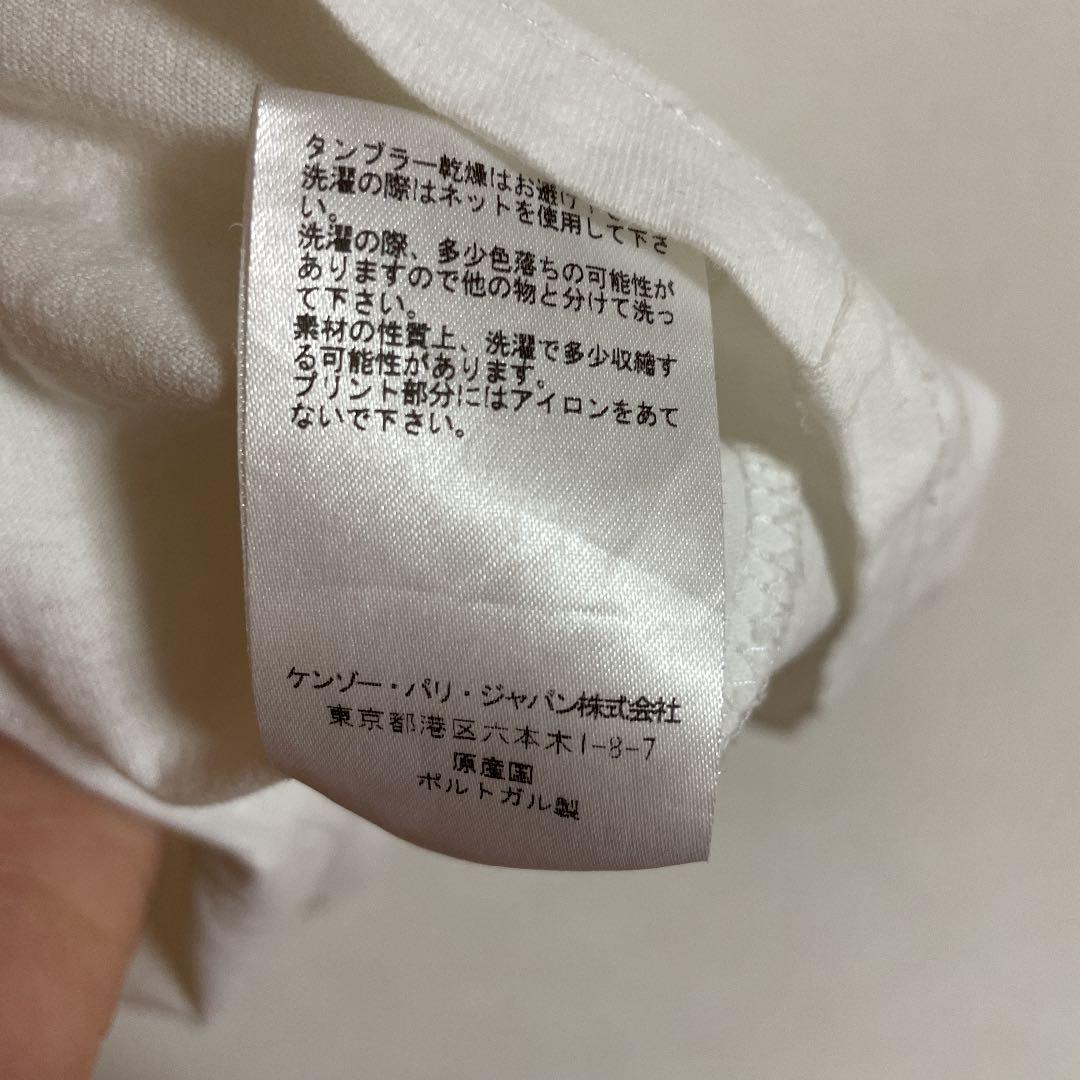 タンブラー乾燥はお避け下
洗濯の際はネットを使用して下さ
い。
洗濯の際、多少色落ちの可能性が
ありますので他の物と分けて洗っ
て下さい。
素材の性質上、洗濯で多少収縮す
る可能性があります。
プリント部分にはアイロンをあて
ないで下さい。
ケンゾー・パリ・ジャパン株式会社
東京都港区六本木1-8-7
原産国
ポルトガル製